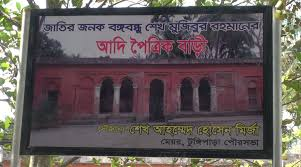 জাতির জনক বঙ্গবন্ধু শেখ মুজিবুর রহমানের
আদি পৈত্রিক বাড়ী
শেখ আহম্মেদ হোসেন মির্জা
মেয়র, টুঙ্গিপাড়া পৌরসভা